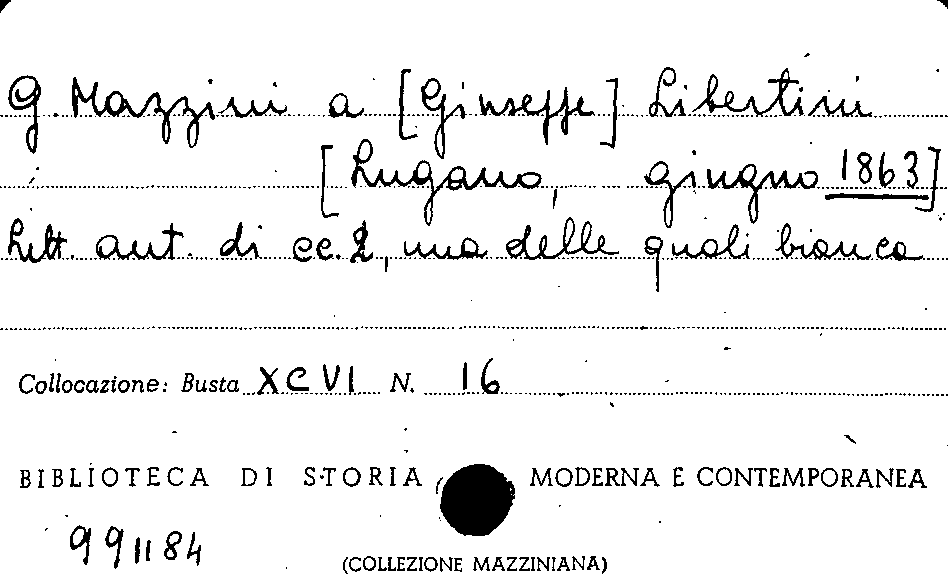 G. Mazzini a [Giuseppe] Libertini
[Lugano, giugno 1863]
Lett. aut. di cc. 2, una delle quali bianca
Collocazione: Busta XCVI N. 16
BIBLIOTECA DI STORIA MODERNA E CONTEMPORANEA
991184
(COLLEZIONE MAZZINIANA)